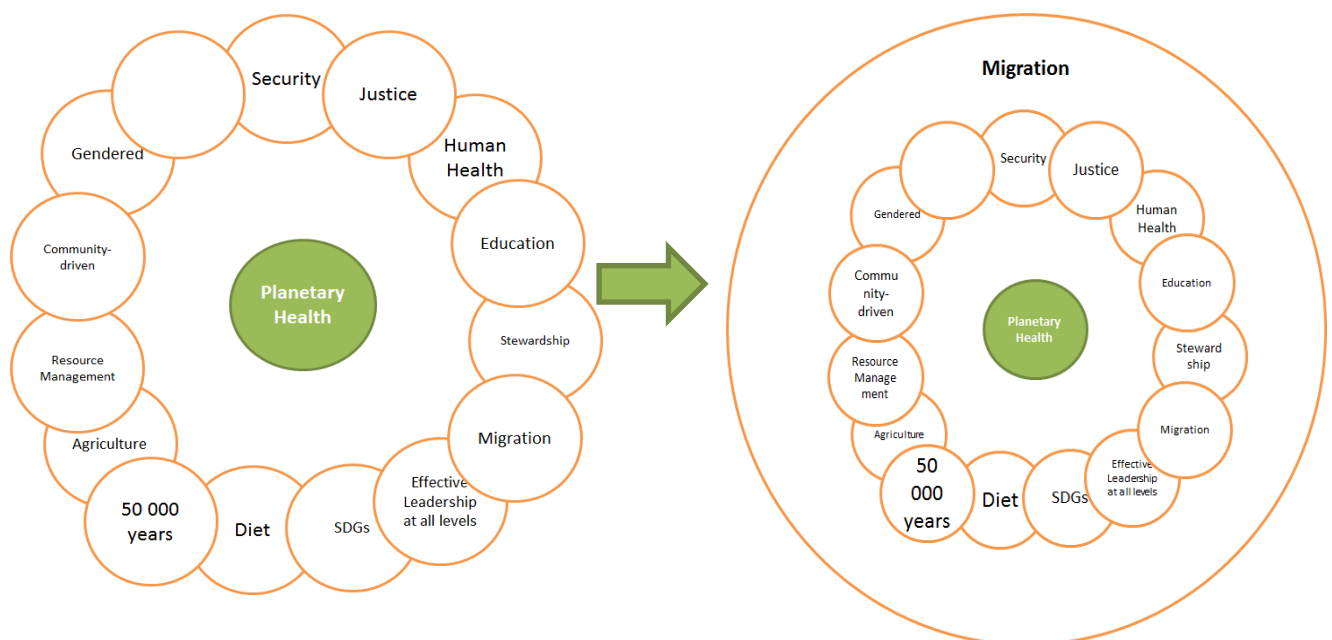 Security
Justice
Human
Health
Education
Stewardship
Migration
Effective
Leadership
at all levels
SDGs
Diet
50 000
years
Agriculture
Resource
Management
Community-
driven
Gendered
Planetary
Health
Migration
Security
Justice
Human
Health
Education
Steward
ship
Migration
Effective
Leadership
at all levels
SDGs
Diet
50
000
years
Agriculture
Resource
Manage
ment
Commu
nity-
driven
Gendered
Planetary
Health